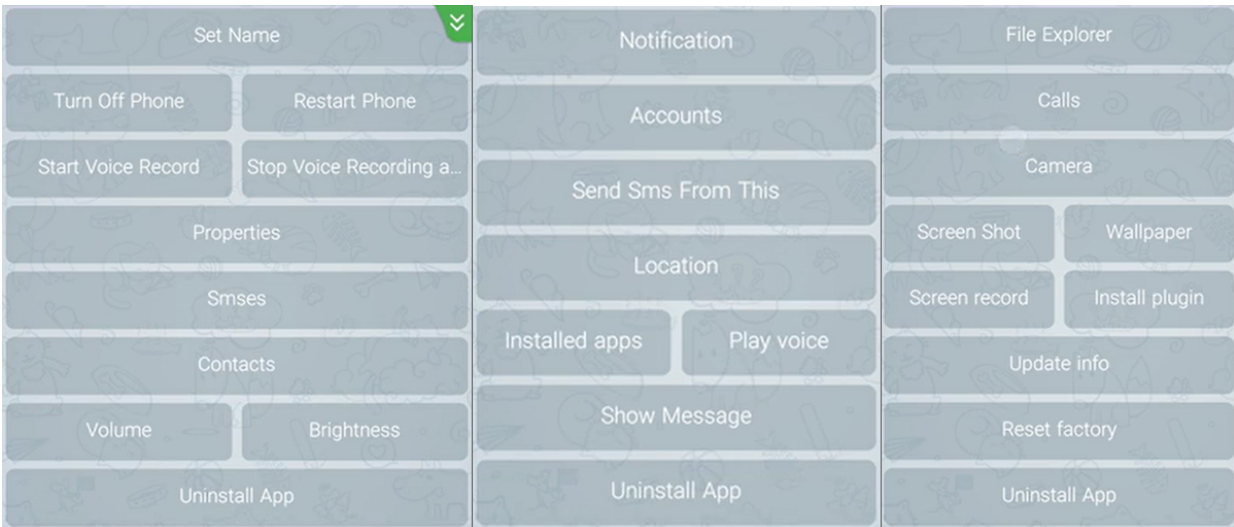 Set Name
Turn Off Phone
Restart Phone
Start Voice Record
Stop Voice Recording a...
Properties
Smses
Contacts
Volume
Brightness
Uninstall App
Notification
Accounts
Send Sms From This
Location
Installed apps
Play voice
Show Message
Uninstall App
File Explorer
Calls
Camera
Screen Shot
Wallpaper
Screen record
Install plugin
Update info
Reset factory
Uninstall App